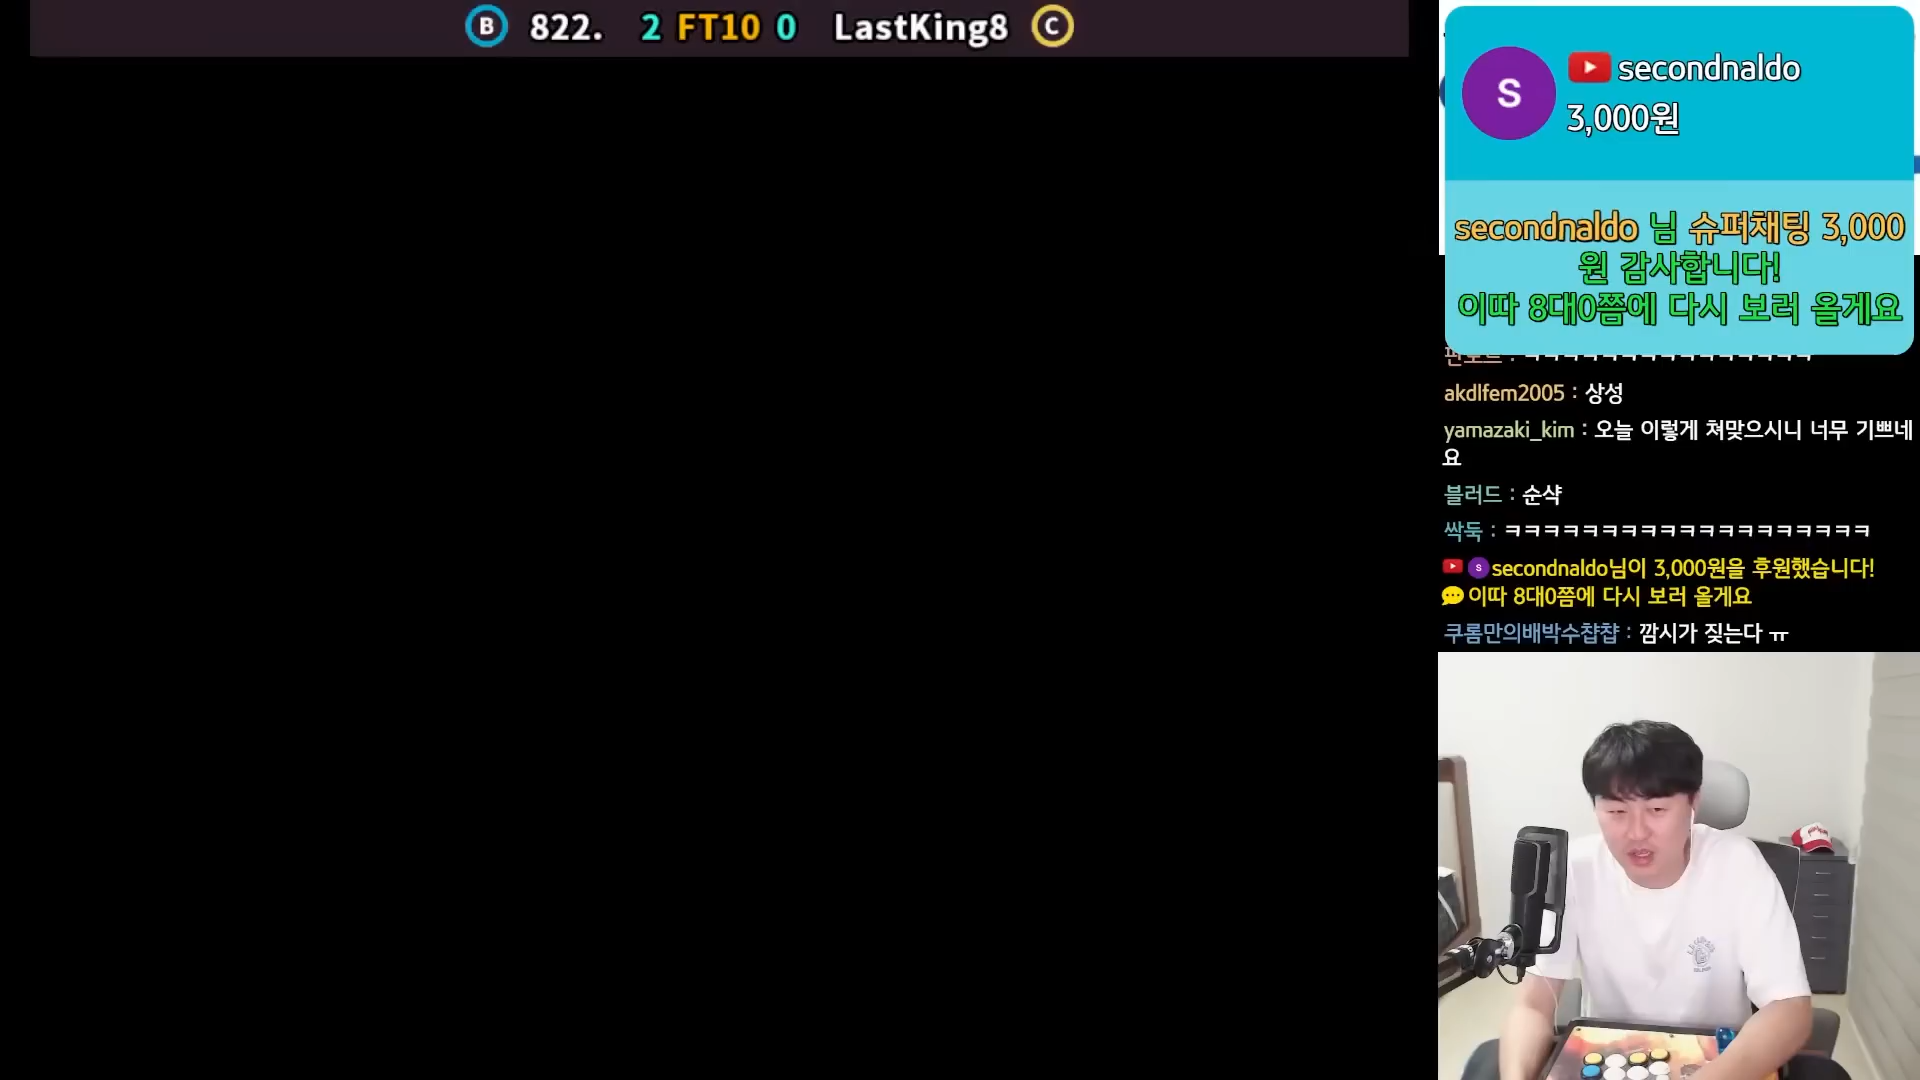 B 822. 2 FT10 0 LastKing8 C
S secondnaldo
3,000원
secondnaldo 님 슈퍼채팅 3,000
원 감사합니다!
이따 8대0쯤에 다시 보러 올게요
akdlfem2005 : 상성
yamazaki_kim : 오늘 이렇게 쳐맞으시니 너무 기쁘네
요
블러드 : 순샥
싹둑 : ㅋㅋㅋㅋㅋㅋㅋㅋㅋㅋㅋㅋㅋㅋㅋㅋㅋㅋㅋ
S secondnaldo님이 3,000원을 후원했습니다!
이따 8대0쯤에 다시 보러 올게요
쿠롬만의배박수챱챱 : 깜시가 짖는다 ㅠ